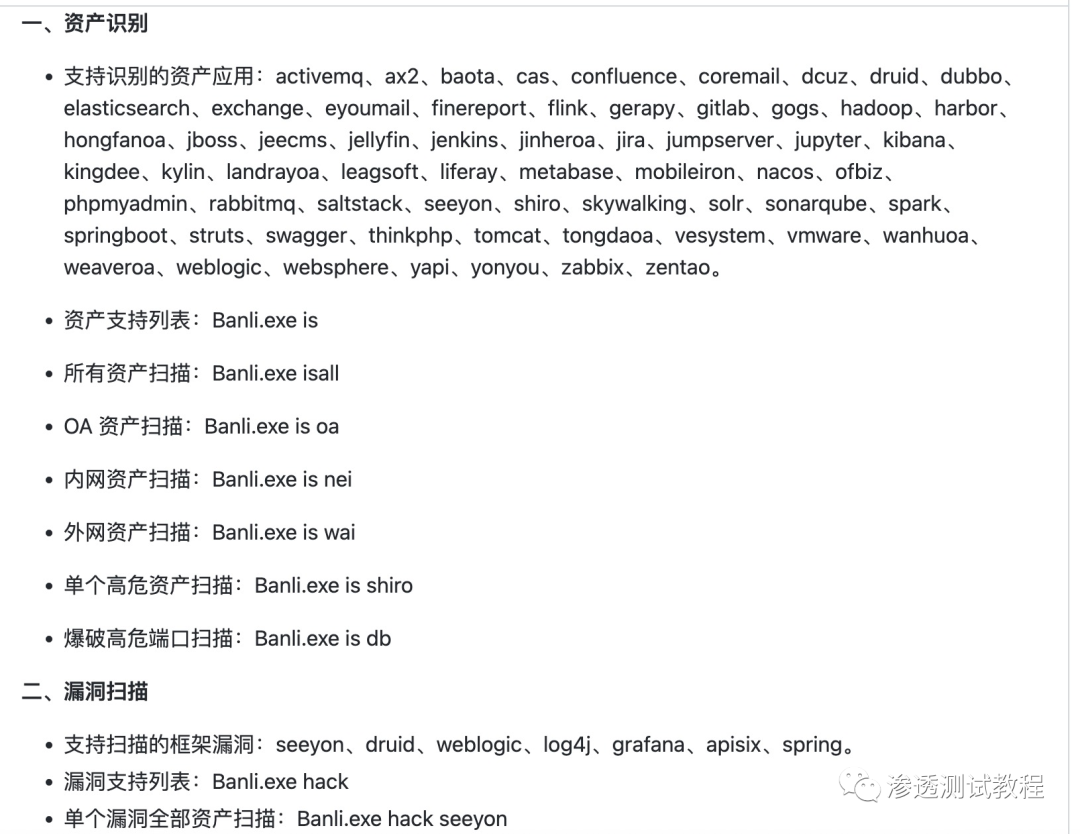 一、资产识别
• 支持识别的资产应用：activemq、ax2、baota、cas、confluence、coremail、dcuz、druid、dubbo、
elasticsearch、exchange、eyoumail、finereport、flink、gerapy、gitlab、gogs、hadoop、harbor、
hongfanoa、jboss、jeecms、jellyfin、jenkins、jinheroa、jira、jumpserver、jupyter、kibana、
kingdee、kylin、landrayoa、leagsoft、liferay、metabase、mobileiron、nacos、ofbiz、
phpmyadmin、rabbitmq、saltstack、seeyon、shiro、skywalking、solr、sonarqube、spark、
springboot、struts、swagger、thinkphp、tomcat、tongdaoa、vesystem、vmware、wanhuoa、
weaveroa、weblogic、websphere、yapi、yonyou、zabbix、zentao。
• 资产支持列表：Banli.exe is
• 所有资产扫描：Banli.exe isall
• OA 资产扫描：Banli.exe is oa
• 内网资产扫描：Banli.exe is nei
• 外网资产扫描：Banli.exe is wai
• 单个高危资产扫描：Banli.exe is shiro
• 爆破高危端口扫描：Banli.exe is db
二、漏洞扫描
• 支持扫描的框架漏洞：seeyon、druid、weblogic、log4j、grafana、apisix、spring。
• 漏洞支持列表：Banli.exe hack
• 单个漏洞全部资产扫描：Banli.exe hack seeyon
渗透测试教程